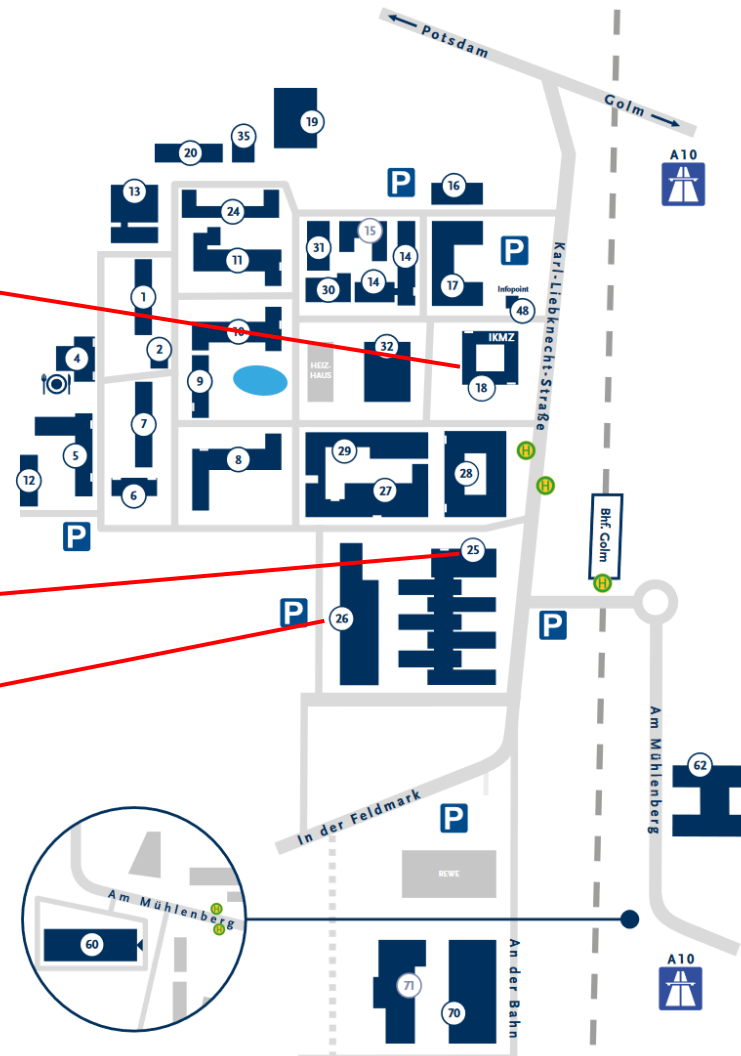 Potsdam
Golm
A10
19
35
20
16
13
24
15
31
14
11
17
30
14
1
Infopoint
48
Karl-Liebknecht-Straße
10
IKMZ
32
2
4
HEIZ-
HAUS
9
18
7
29
8
5
28
12
27
6
H
H
P
P
P
Bhf. Golm
25
H
P
26
P
Am Mühlenberg
62
In der Feldmark
P
REWE
Am Mühlenberg
H
H
60
An der Bahn
A10
71
70